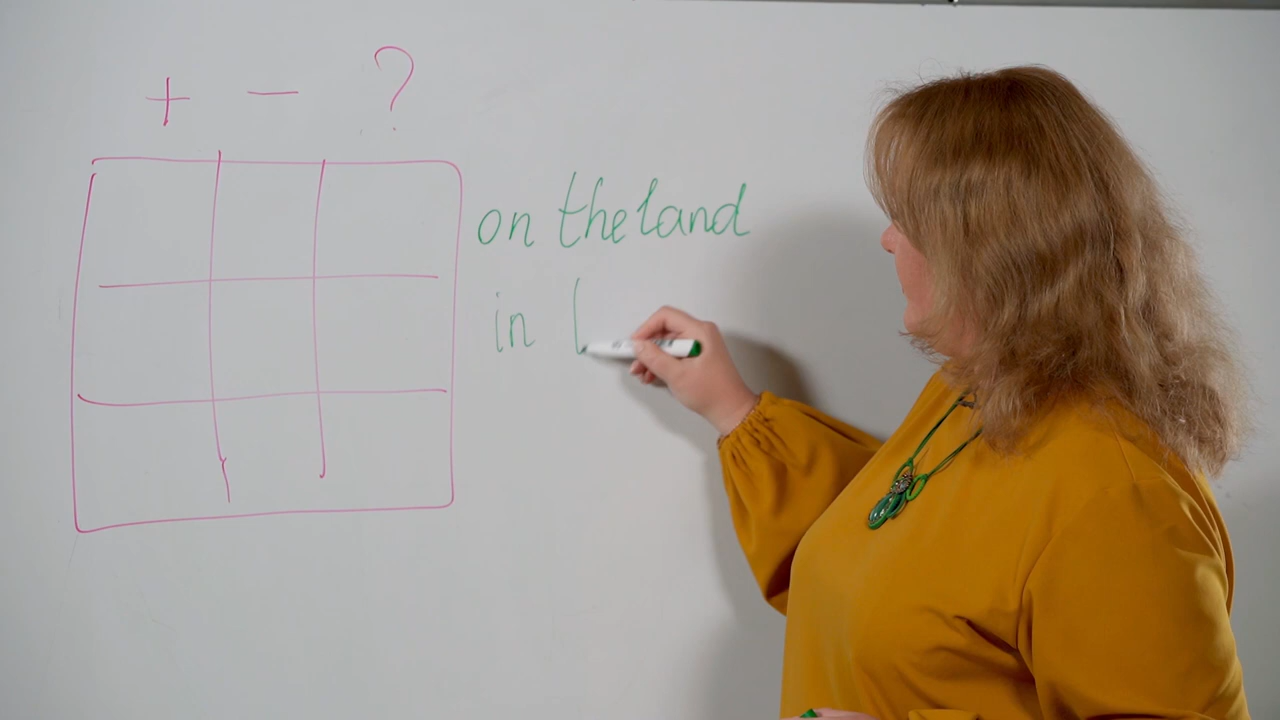 + — ?
on the land
in